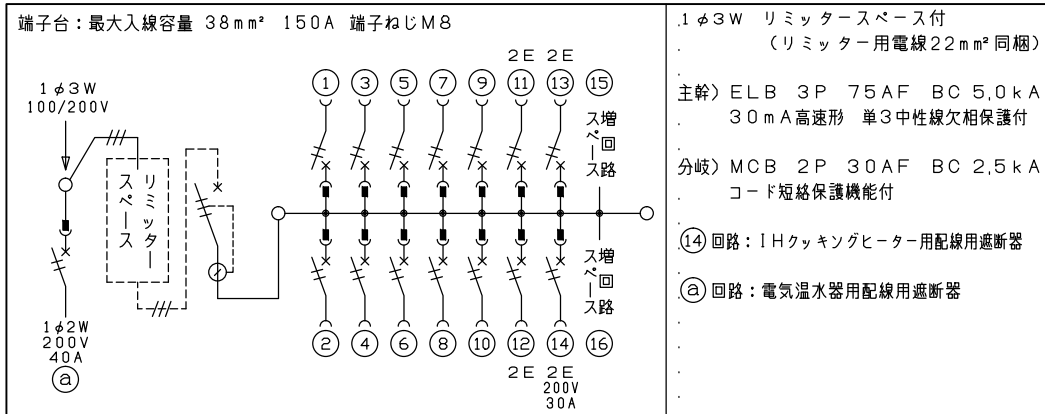 端子台：最大入線容量 38mm² 150A 端子ねじM8
1φ3W
100/200V
リミッター
スペース
1φ2W
200V
40A
ⓐ
2E 2E
① ③ ⑤ ⑦ ⑨ ⑪ ⑬ ⑮
増回路
スペース
増回路
スペース
② ④ ⑥ ⑧ ⑩ ⑫ ⑭ ⑯
2E 2E
200V
30A
1φ3W リミッタースペース付
（リミッター用電線22mm²同梱）
主幹）ELB 3P 75AF BC 5,0kA
30mA高速形 単3中性線欠相保護付
分岐）MCB 2P 30AF BC 2,5kA
コード短絡保護機能付
⑭回路：IHクッキングヒーター用配線用遮断器
ⓐ回路：電気温水器用配線用遮断器